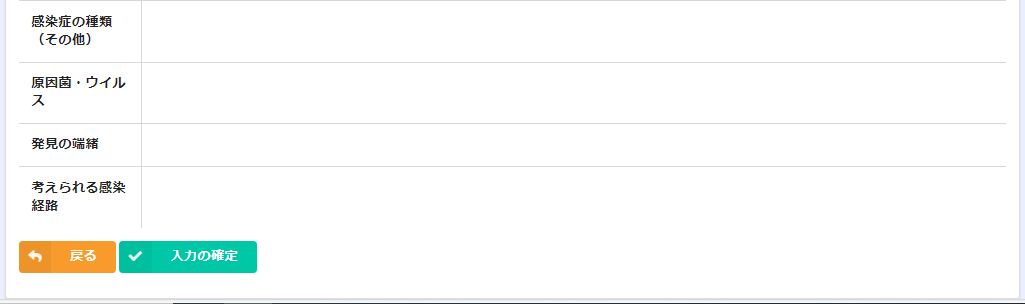 感染症の種類
（その他）
原因菌・ウイル
ス
発見の端緒
考えられる感染
経路
戻る
入力の確定